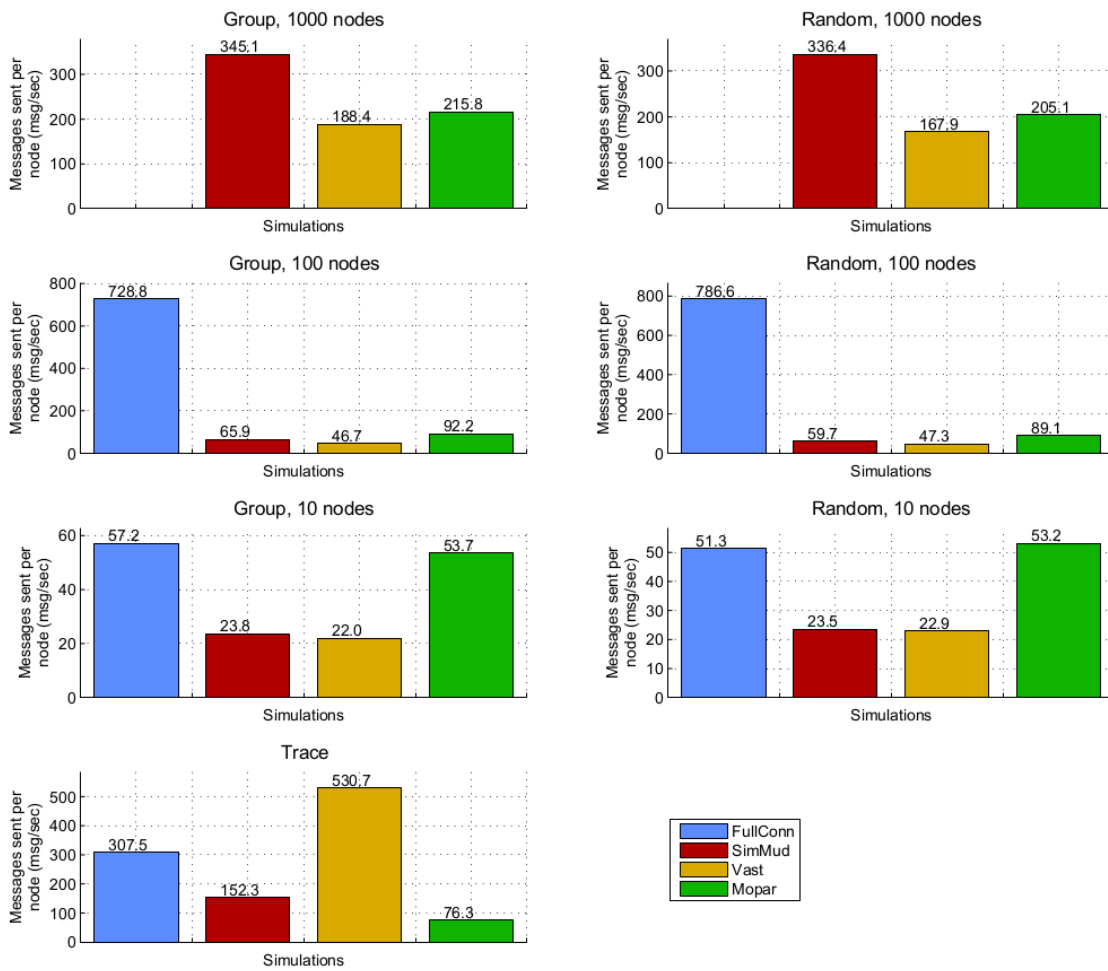 Group, 1000 nodes
Messages sent per
node (msg/sec)
300
200
100
0
345.1
188.4
215.8
Simulations
Random, 1000 nodes
Messages sent per
node (msg/sec)
300
200
100
0
336.4
167.9
205.1
Simulations
Group, 100 nodes
Messages sent per
node (msg/sec)
800
600
400
200
0
728.8
65.9
46.7
92.2
Simulations
Random, 100 nodes
Messages sent per
node (msg/sec)
800
600
400
200
0
786.6
59.7
47.3
89.1
Simulations
Group, 10 nodes
Messages sent per
node (msg/sec)
60
40
20
0
57.2
23.8
22.0
53.7
Simulations
Random, 10 nodes
Messages sent per
node (msg/sec)
50
40
30
20
10
0
51.3
23.5
22.9
53.2
Simulations
Trace
Messages sent per
node (msg/sec)
500
400
300
200
100
0
307.5
152.3
530.7
76.3
Simulations
FullConn
SimMud
Vast
Mopar